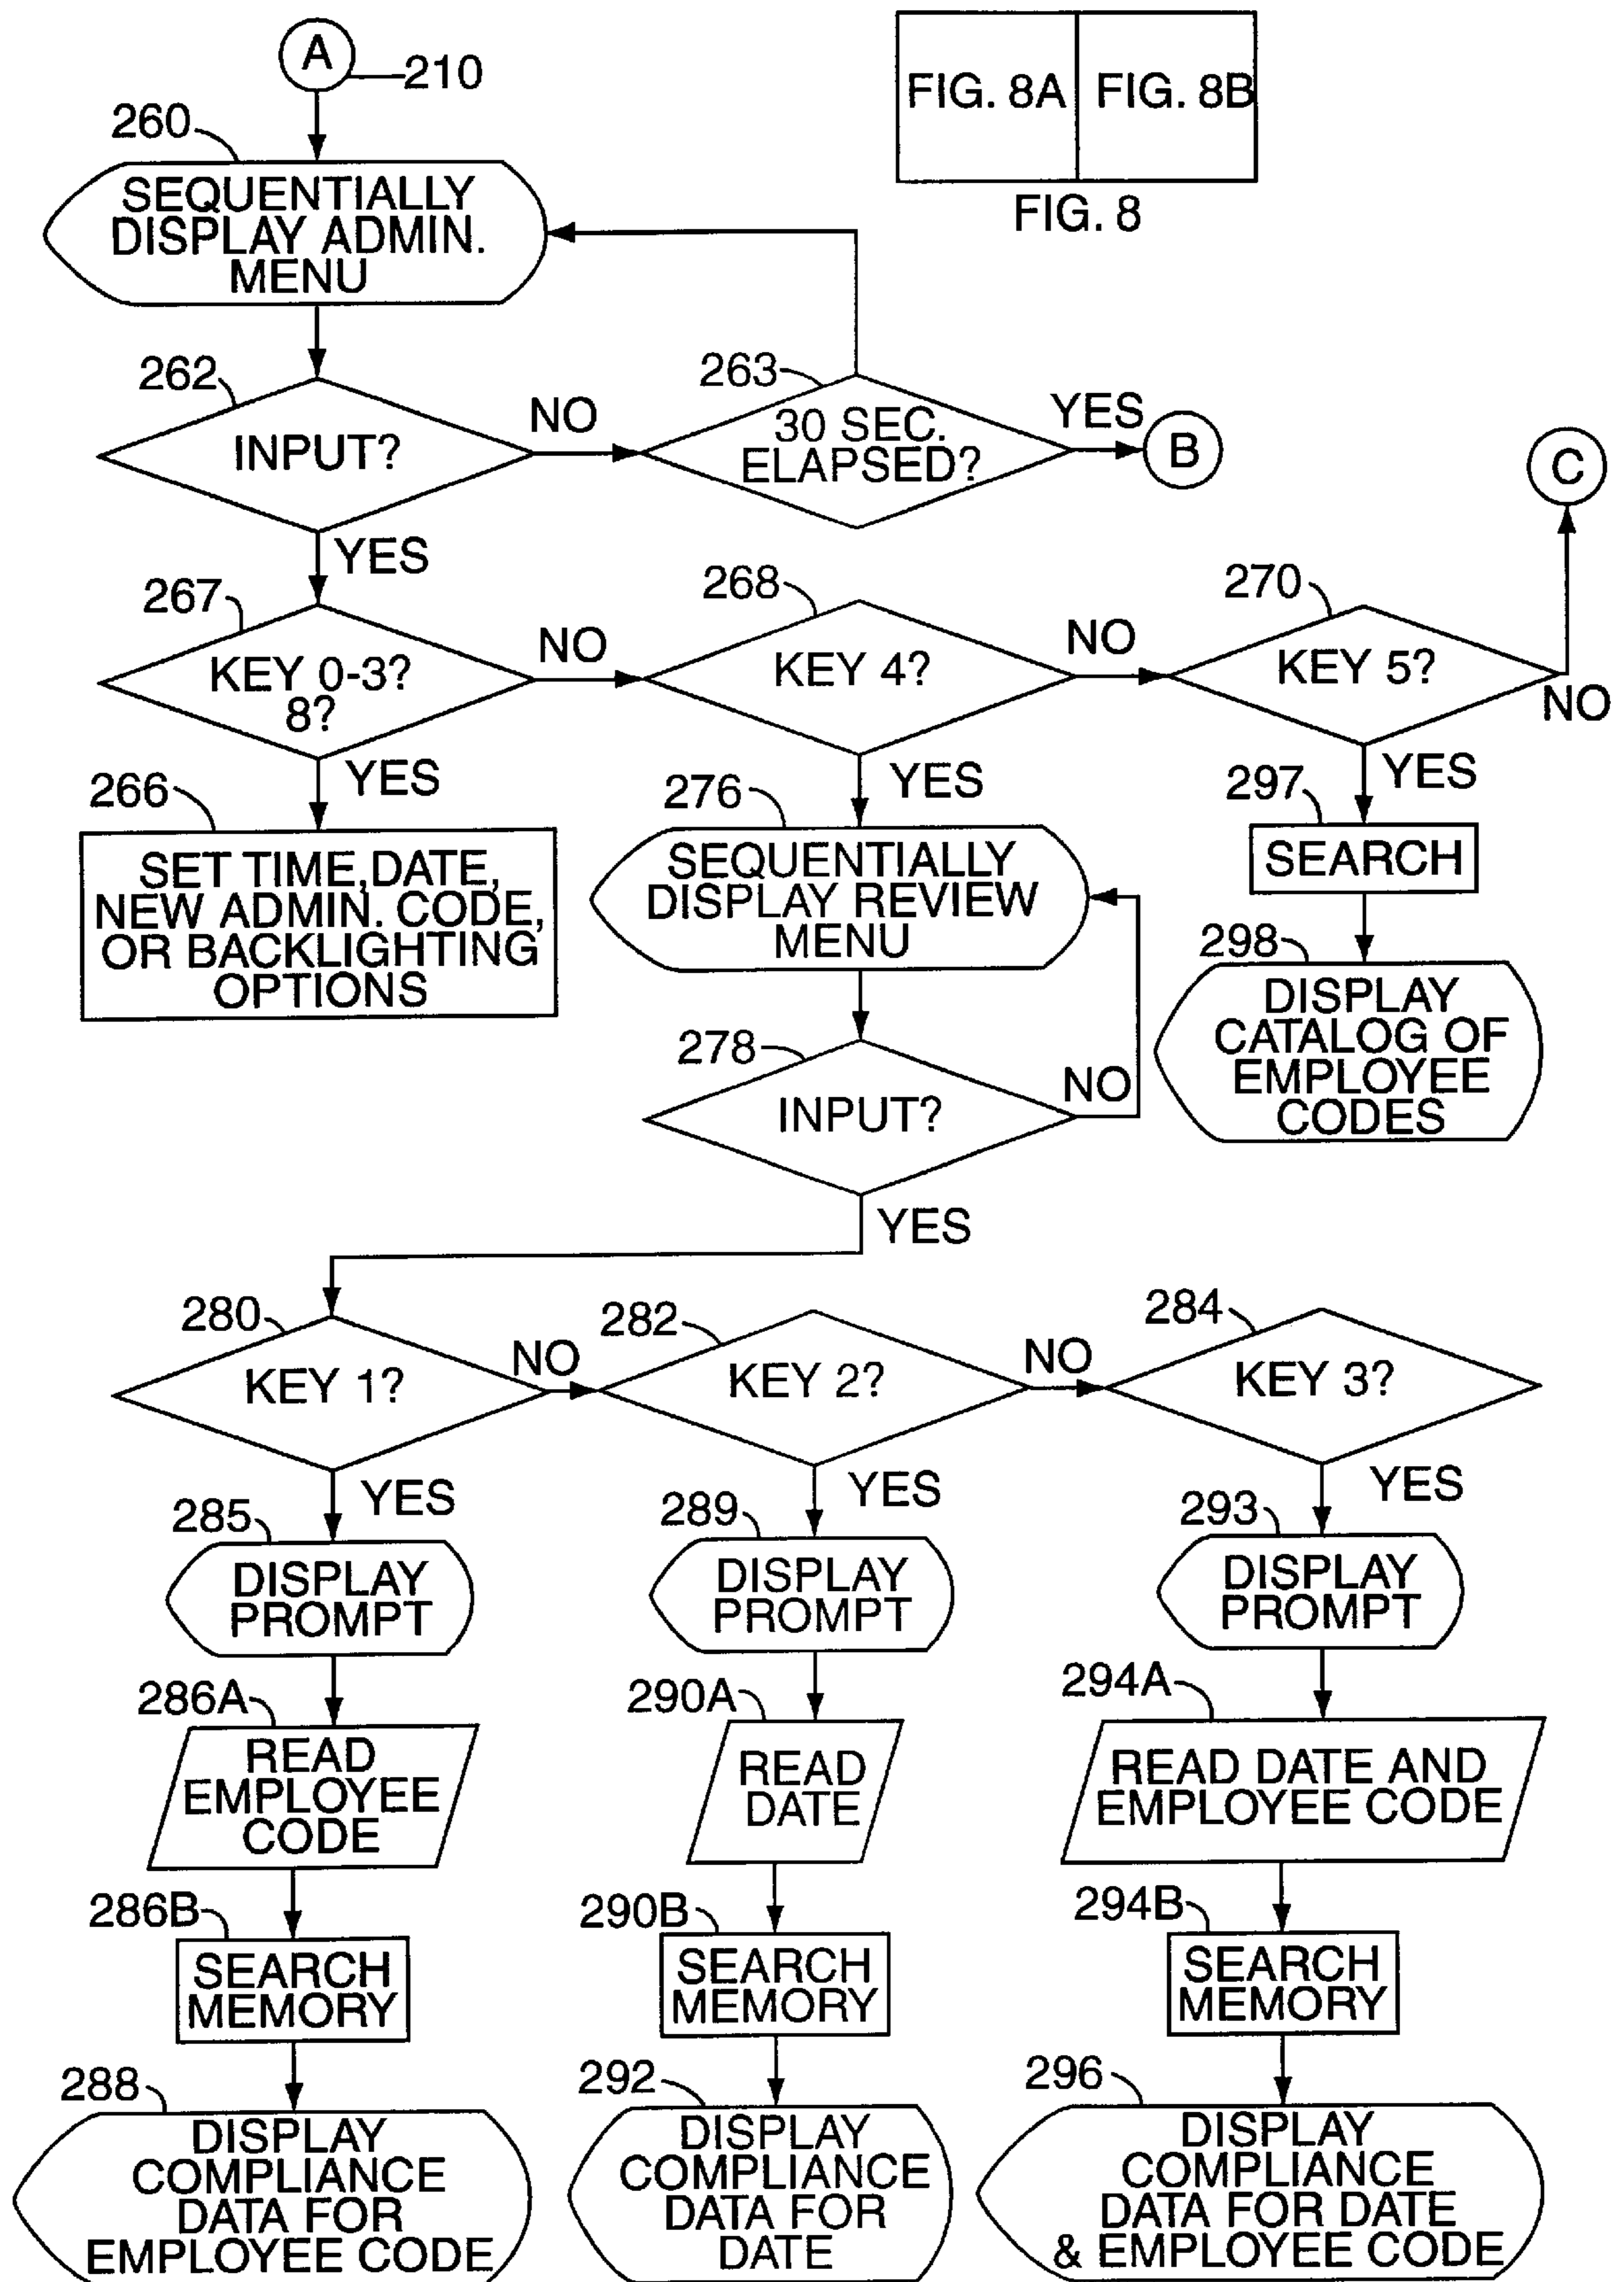 A
210
FIG. 8A
FIG. 8B
FIG. 8
260
SEQUENTIALLY
DISPLAY ADMIN.
MENU
262
INPUT?
NO
263
30 SEC.
ELAPSED?
YES
B
C
YES
267
KEY 0-3?
8?
NO
268
KEY 4?
NO
270
KEY 5?
NO
YES
266
SET TIME,DATE,
NEW ADMIN. CODE,
OR BACKLIGHTING
OPTIONS
YES
276
SEQUENTIALLY
DISPLAY REVIEW
MENU
YES
297
SEARCH
298
DISPLAY
CATALOG OF
EMPLOYEE
CODES
278
INPUT?
NO
YES
280
KEY 1?
NO
282
KEY 2?
NO
284
KEY 3?
YES
285
DISPLAY
PROMPT
YES
289
DISPLAY
PROMPT
YES
293
DISPLAY
PROMPT
286A
READ
EMPLOYEE
CODE
290A
READ
DATE
294A
READ DATE AND
EMPLOYEE CODE
286B
SEARCH
MEMORY
290B
SEARCH
MEMORY
294B
SEARCH
MEMORY
288
DISPLAY
COMPLIANCE
DATA FOR
EMPLOYEE CODE
292
DISPLAY
COMPLIANCE
DATA FOR
DATE
296
DISPLAY
COMPLIANCE
DATA FOR DATE
& EMPLOYEE CODE